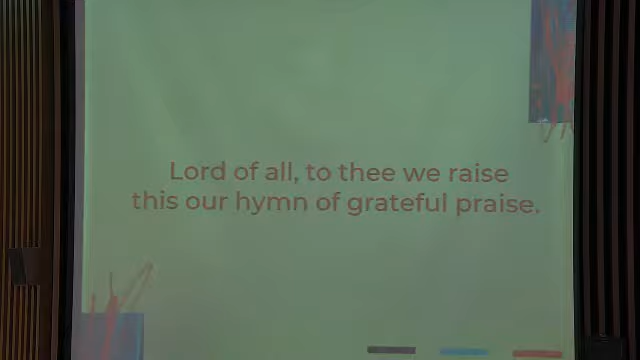 Lord of all, to thee we raise
this our hymn of grateful praise.